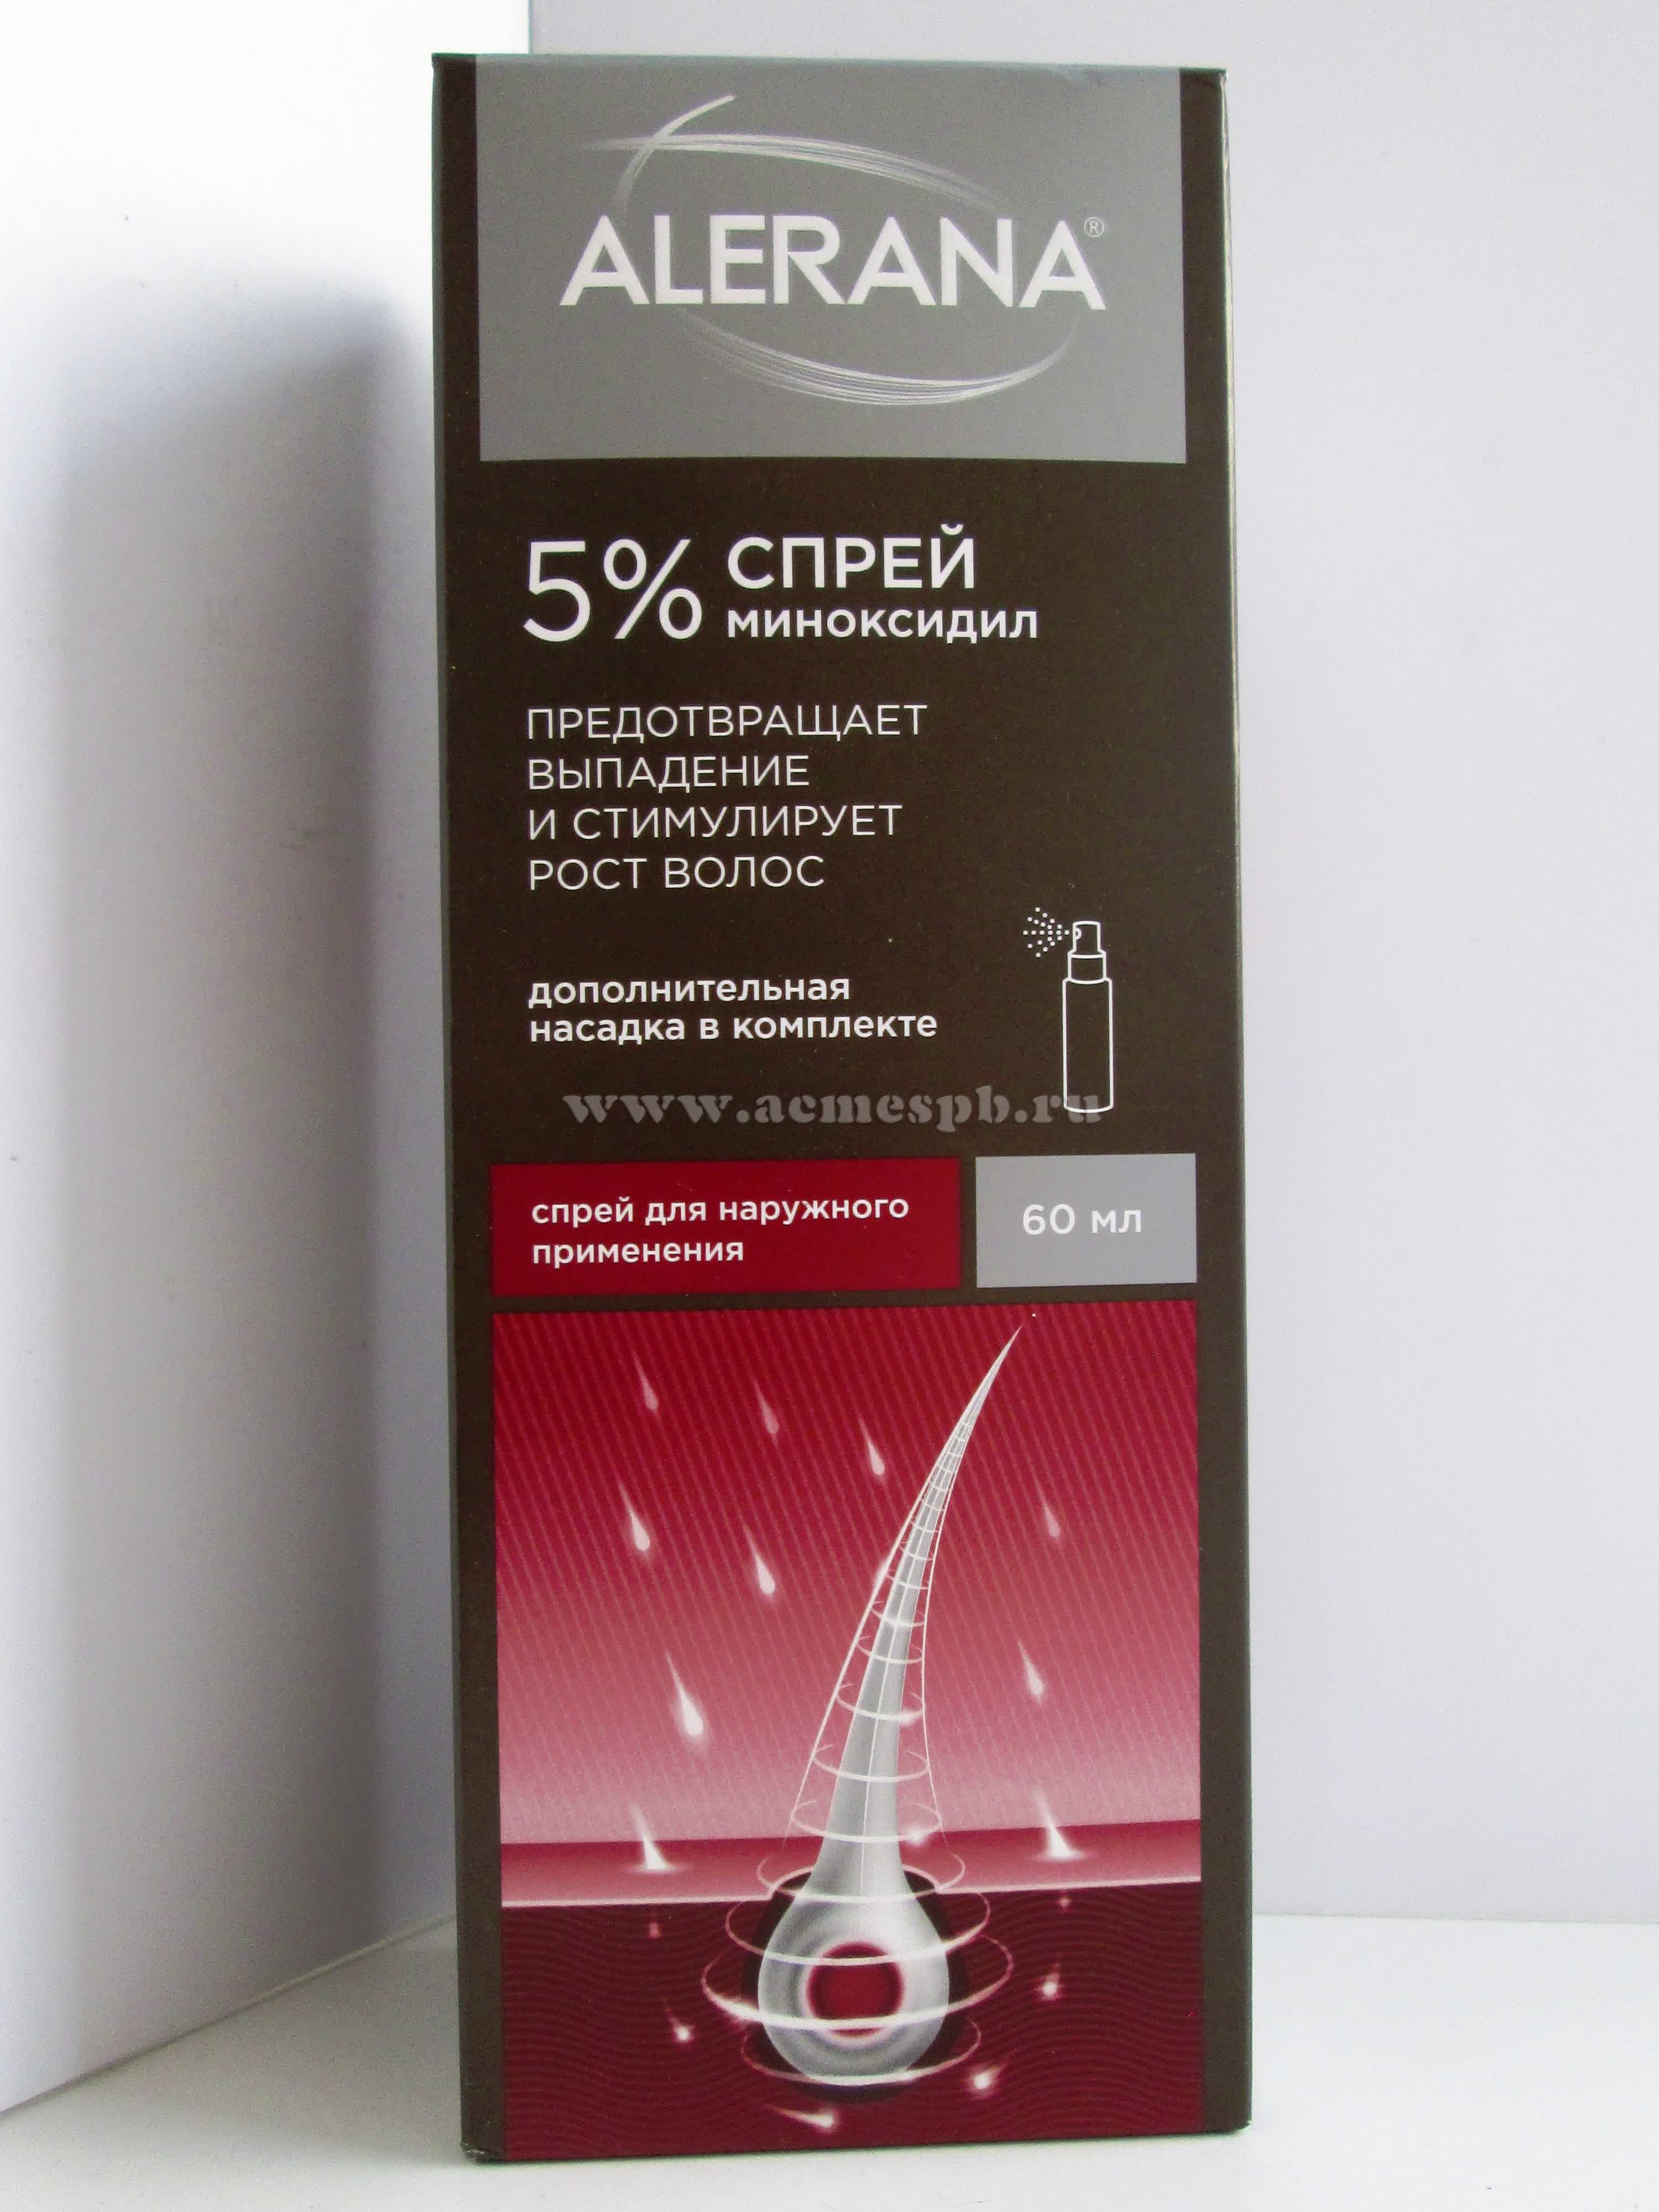 ALERANA®
5% СПРЕЙ
миноксидил
ПРЕДОТВРАЩАЕТ
ВЫПАДЕНИЕ
И СТИМУЛИРУЕТ
РОСТ ВОЛОС
дополнительная
насадка в комплекте
www.acmespb.ru
спрей для наружного
применения
60 мл